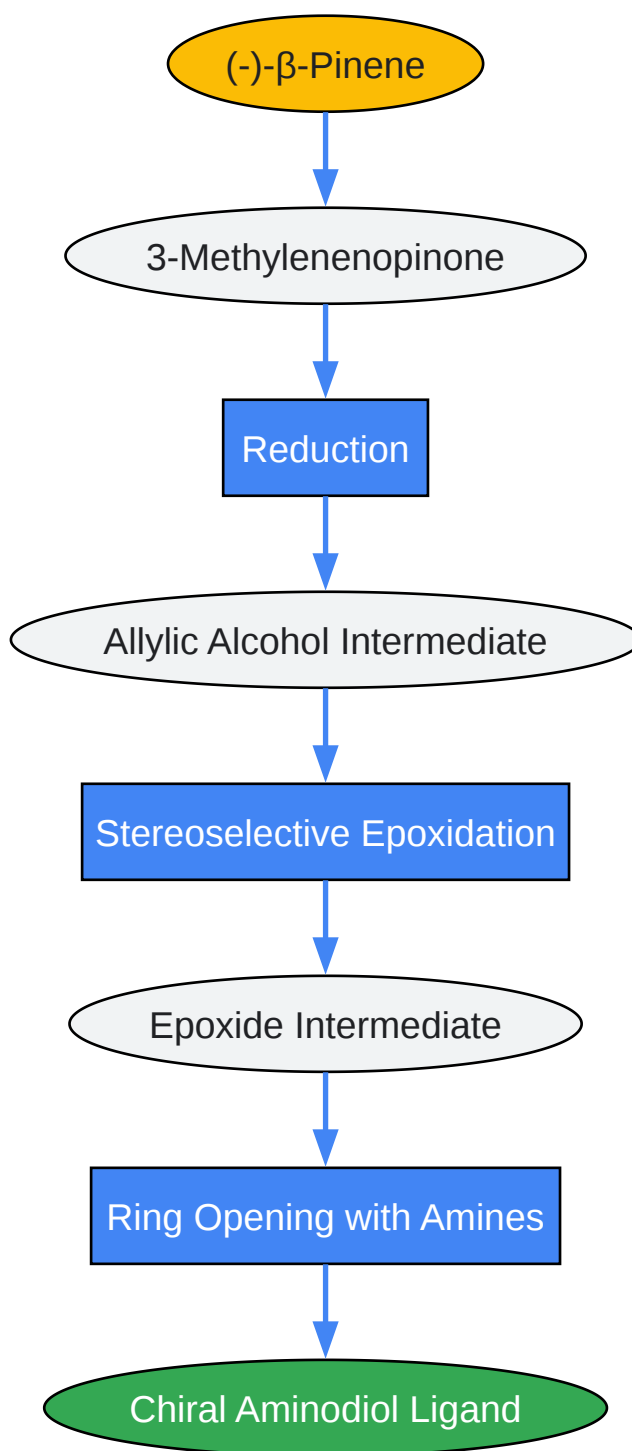 (-)-β-Pinene
3-Methylenenopinone
Reduction
Allylic Alcohol Intermediate
Stereoselective Epoxidation
Epoxide Intermediate
Ring Opening with Amines
Chiral Aminodiol Ligand